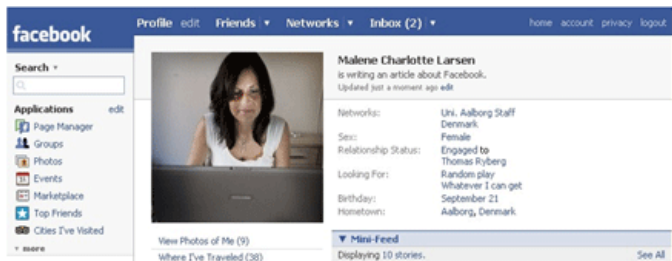 facebook
Profile edit Friends ▾ Networks ▾ Inbox (2) ▾
home account privacy logout
Search ▾
Applications edit
Page Manager
Groups
Photos
Events
Marketplace
Top Friends
Cities I've Visited
▾ more
View Photos of Me (9)
Where I've Traveled (38)
Malene Charlotte Larsen
is writing an article about Facebook.
Updated just a moment ago edit
Networks: Uni. Aalborg Staff
Denmark
Sex: Female
Relationship Status: Engaged to
Thomas Ryberg
Looking For: Random play
Whatever I can get
Birthday: September 21
Hometown: Aalborg, Denmark
▼ Mini-Feed
Displaying 10 stories. See All